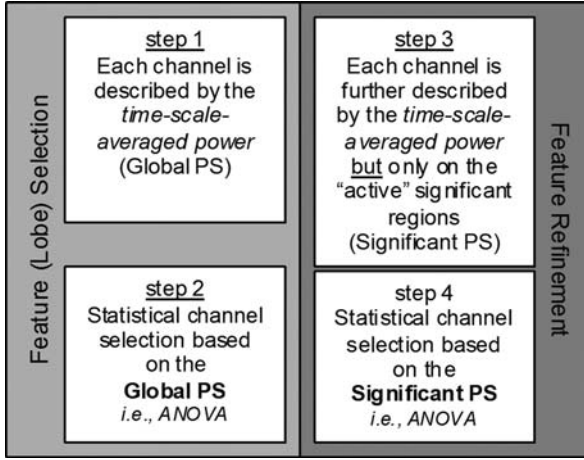 Feature (Lobe) Selection
step 1
Each channel is
described by the
time-scale-
averaged power
(Global PS)
step 2
Statistical channel
selection based
on the
Global PS
i.e., ANOVA
step 3
Each channel is
further described
by the time-scale-
averaged power
but only on the
“active” significant
regions
(Significant PS)
step 4
Statistical channel
selection based
on the
Significant PS
i.e., ANOVA
Feature Refinement